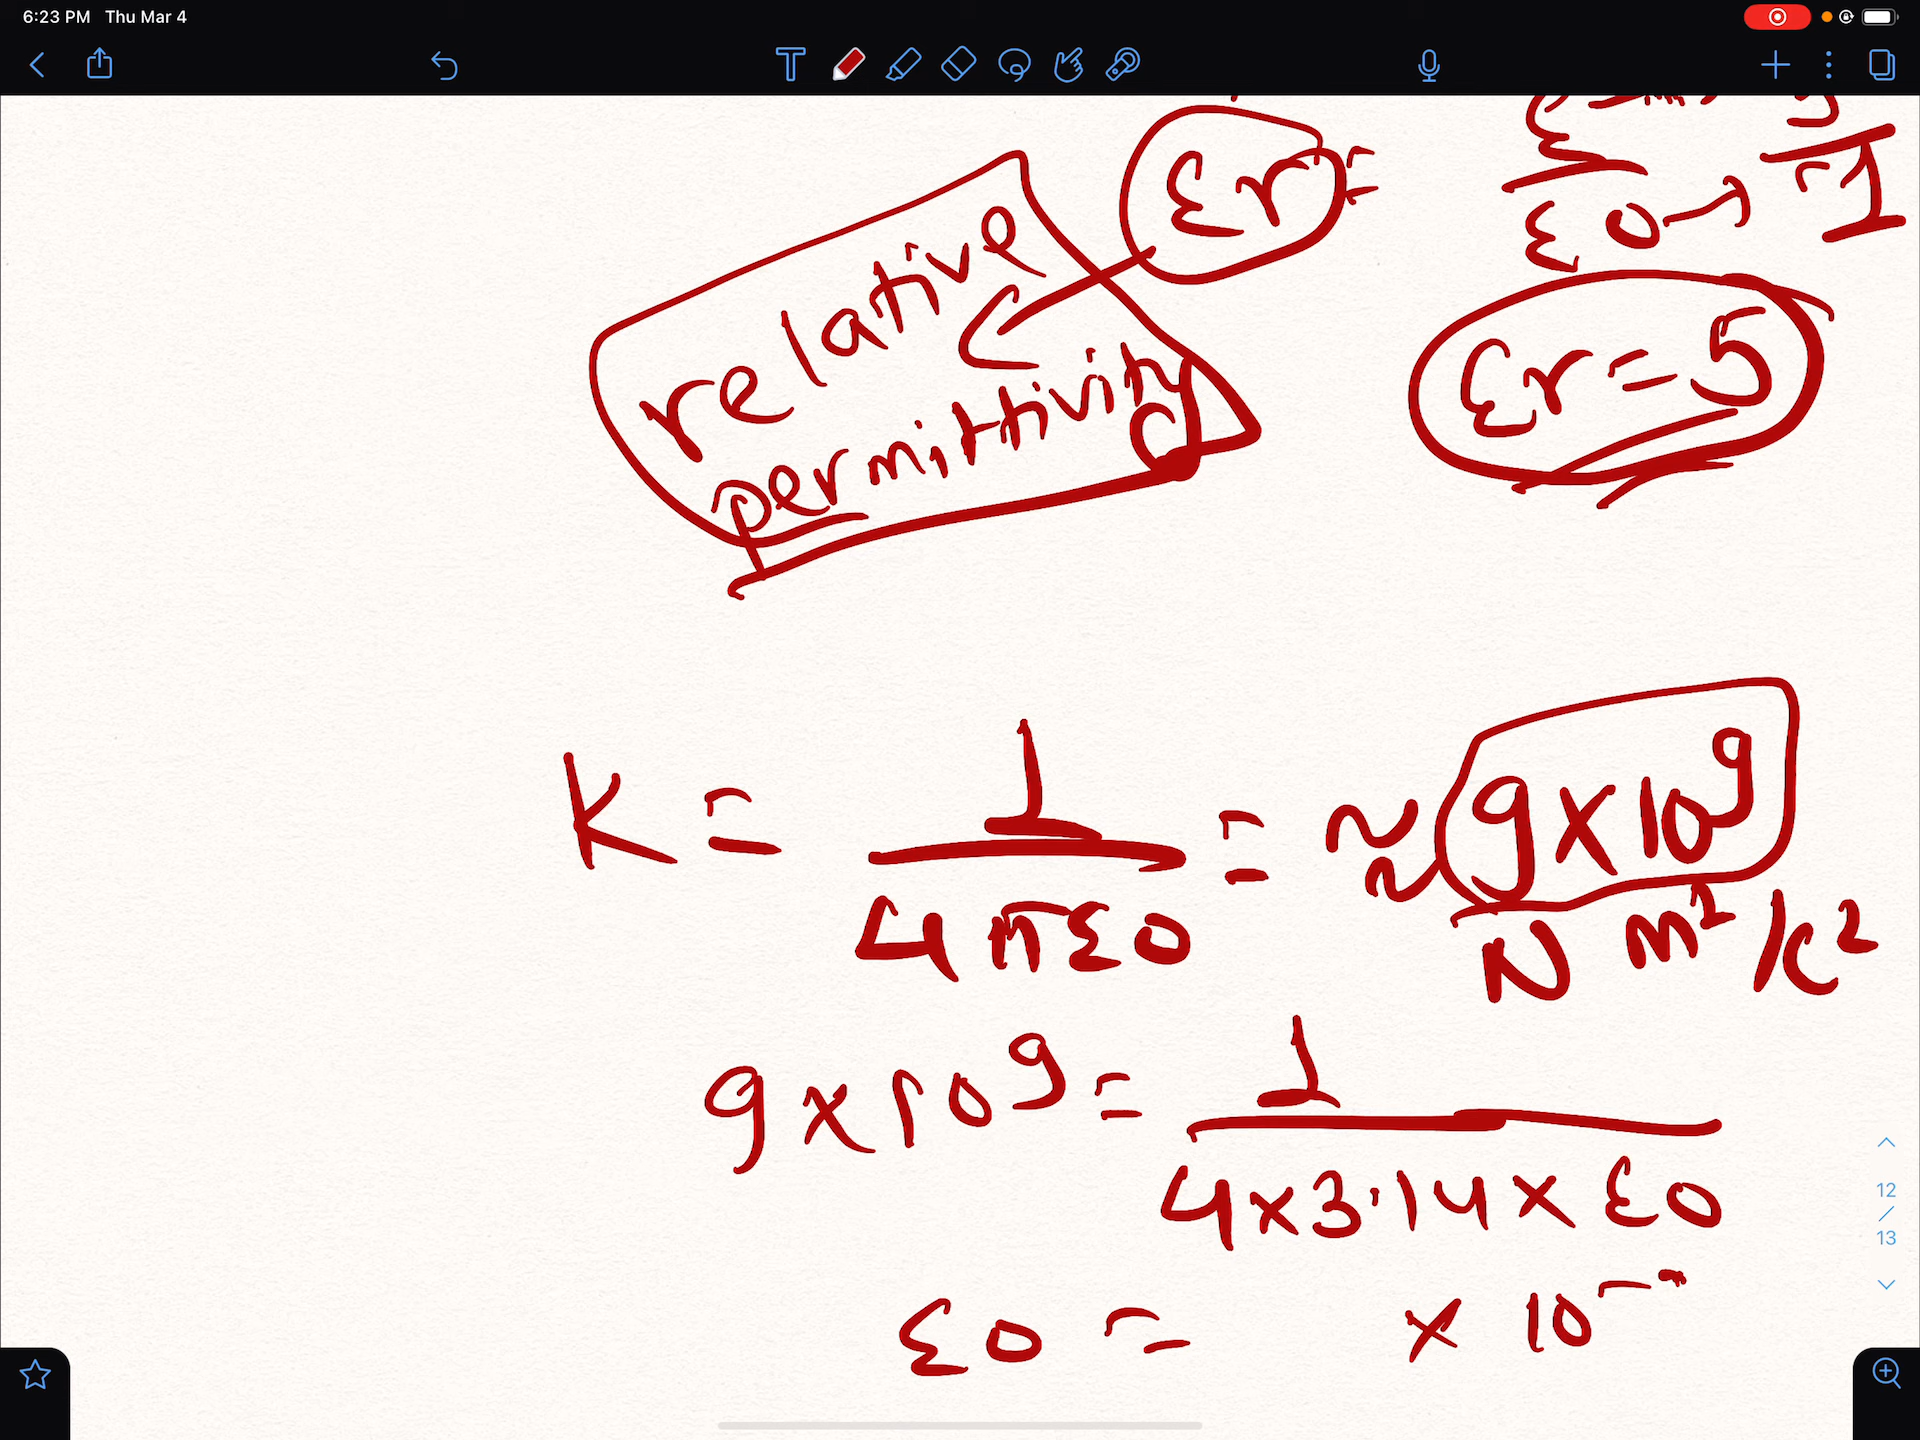 6:23 PM Thu Mar 4
εr =
ε0
relative
permittivity
εr = 5
K = 1 / 4πε0 = ≈ 9×10⁹
N m² /c²
9×10⁹ = 1 / 4×3.14×ε0
ε0 = ×10⁻
12
/
13